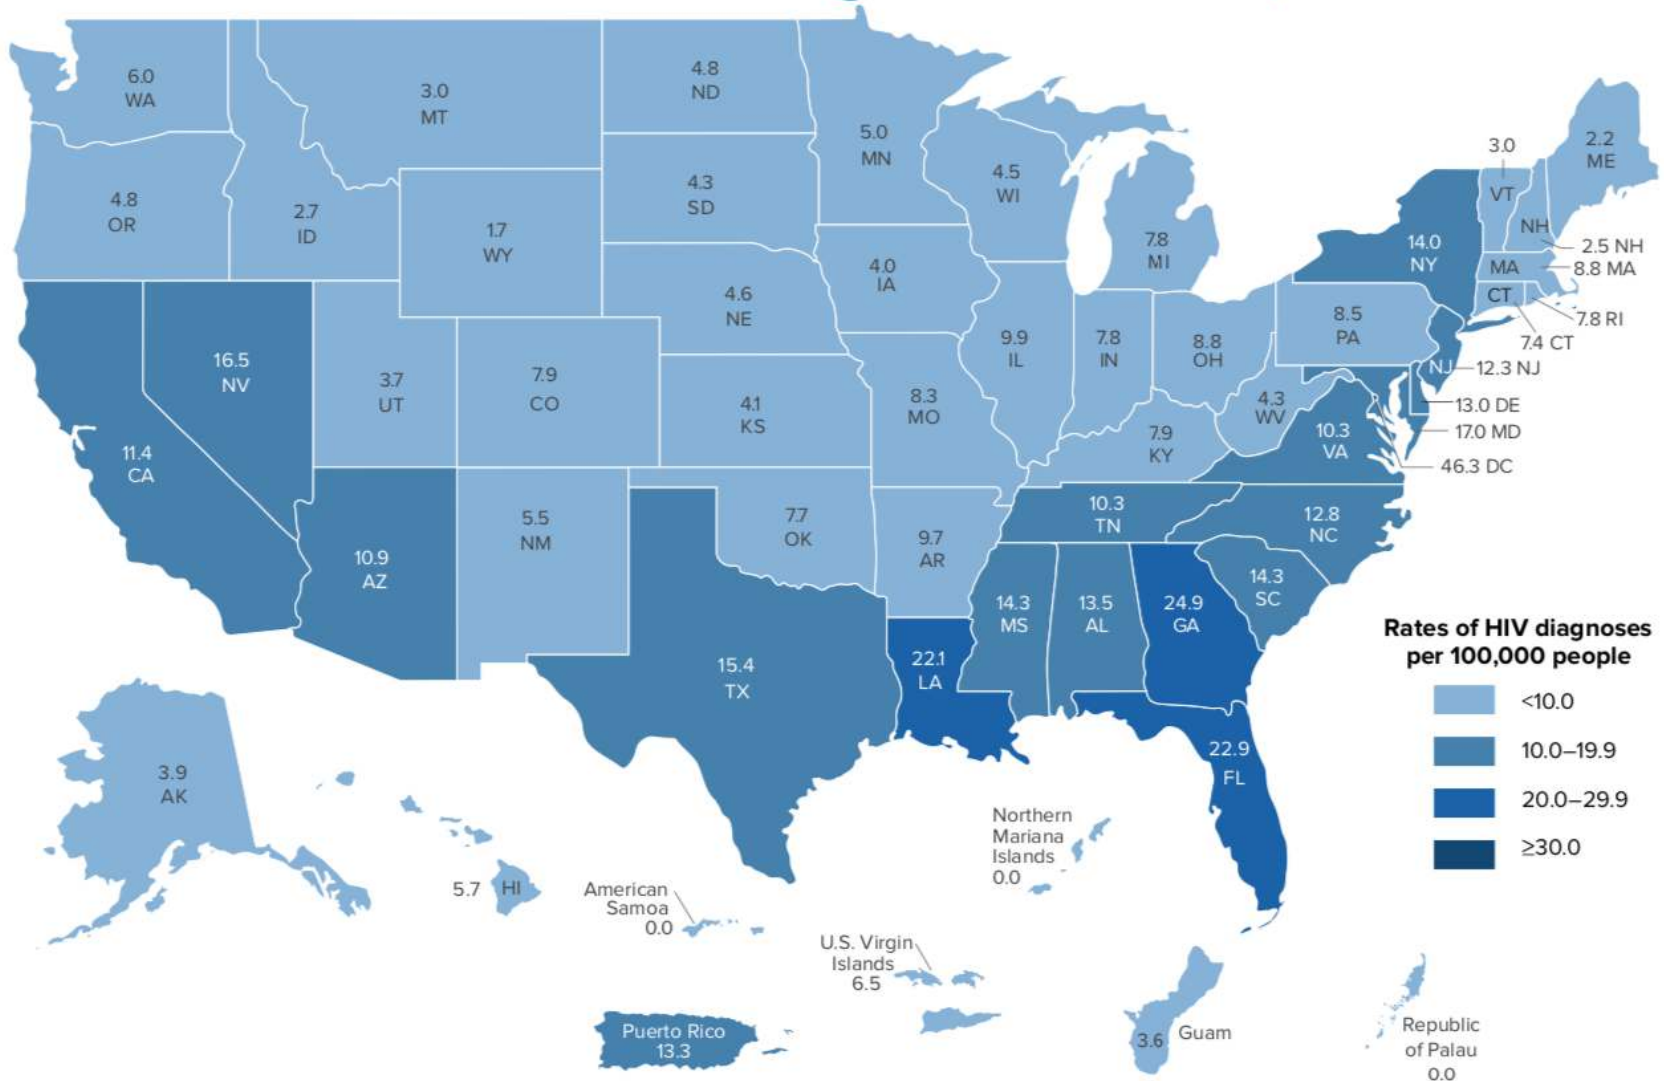 6.0
WA
3.0
MT
4.8
ND
5.0
MN
4.5
WI
7.8
MI
3.0
VT
2.2
ME
NH
2.5 NH
14.0
NY
MA
8.8 MA
CT
7.8 RI
7.4 CT
4.8
OR
2.7
ID
1.7
WY
4.3
SD
4.0
IA
4.6
NE
9.9
IL
7.8
IN
8.8
OH
8.5
PA
NJ
12.3 NJ
13.0 DE
17.0 MD
46.3 DC
16.5
NV
3.7
UT
7.9
CO
4.1
KS
8.3
MO
7.9
KY
4.3
WV
10.3
VA
11.4
CA
10.9
AZ
5.5
NM
7.7
OK
9.7
AR
10.3
TN
12.8
NC
14.3
SC
15.4
TX
22.1
LA
14.3
MS
13.5
AL
24.9
GA
22.9
FL
Rates of HIV diagnoses
per 100,000 people
<10.0
10.0–19.9
20.0–29.9
≥30.0
3.9
AK
5.7
HI
American
Samoa
0.0
Northern
Mariana
Islands
0.0
U.S. Virgin
Islands
6.5
Puerto Rico
13.3
3.6
Guam
Republic
of Palau
0.0